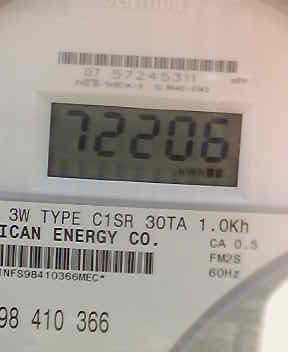 07 57245311
72206
kWh
3W TYPE C1SR 30TA 1.0Kh
ICAN ENERGY CO.
CA 0.5
FM2S
60Hz
INFS98410366MEC*
98 410 366